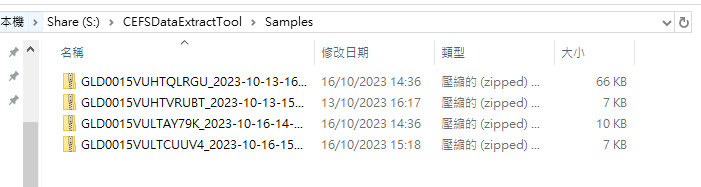 本機 › Share (S:) › CEFSDataExtractTool › Samples
名稱 修改日期 類型 大小
GLD0015VUHTQLRGU_2023-10-13-16... 16/10/2023 14:36 壓縮的 (zipped) ... 66 KB
GLD0015VUHTVRUBT_2023-10-13-15... 13/10/2023 16:17 壓縮的 (zipped) ... 7 KB
GLD0015VULTAY79K_2023-10-16-14-... 16/10/2023 14:36 壓縮的 (zipped) ... 10 KB
GLD0015VULTCUUV4_2023-10-16-15... 16/10/2023 15:18 壓縮的 (zipped) ... 7 KB